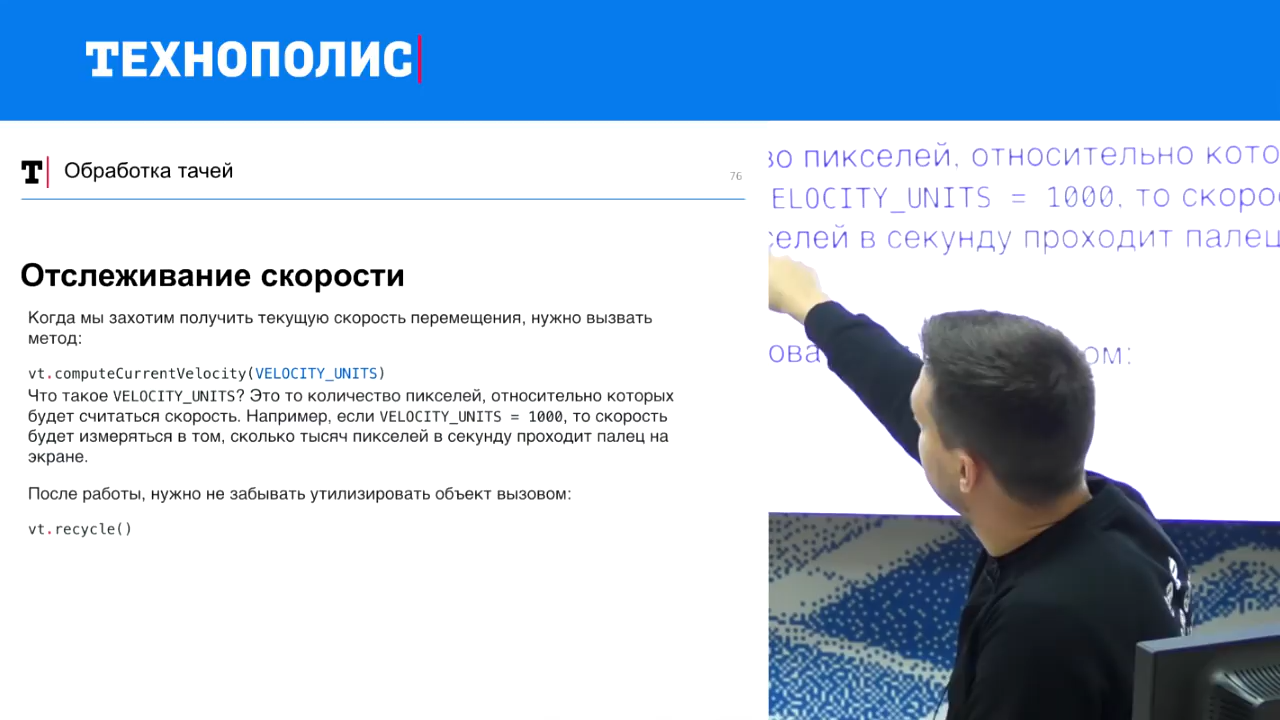 ТЕХНОПОЛИС
Т Обработка тачей
76
Отслеживание скорости
Когда мы захотим получить текущую скорость перемещения, нужно вызвать
метод:
vt.computeCurrentVelocity(VELOCITY_UNITS)
Что такое VELOCITY_UNITS? Это то количество пикселей, относительно которых
будет считаться скорость. Например, если VELOCITY_UNITS = 1000, то скорость
будет измеряться в том, сколько тысяч пикселей в секунду проходит палец на
экране.
После работы, нужно не забывать утилизировать объект вызовом:
vt.recycle()
во пикселей, относительно кото
ELOCITY_UNITS = 1000, то скоро
селей в секунду проходит палец
ова
ом: